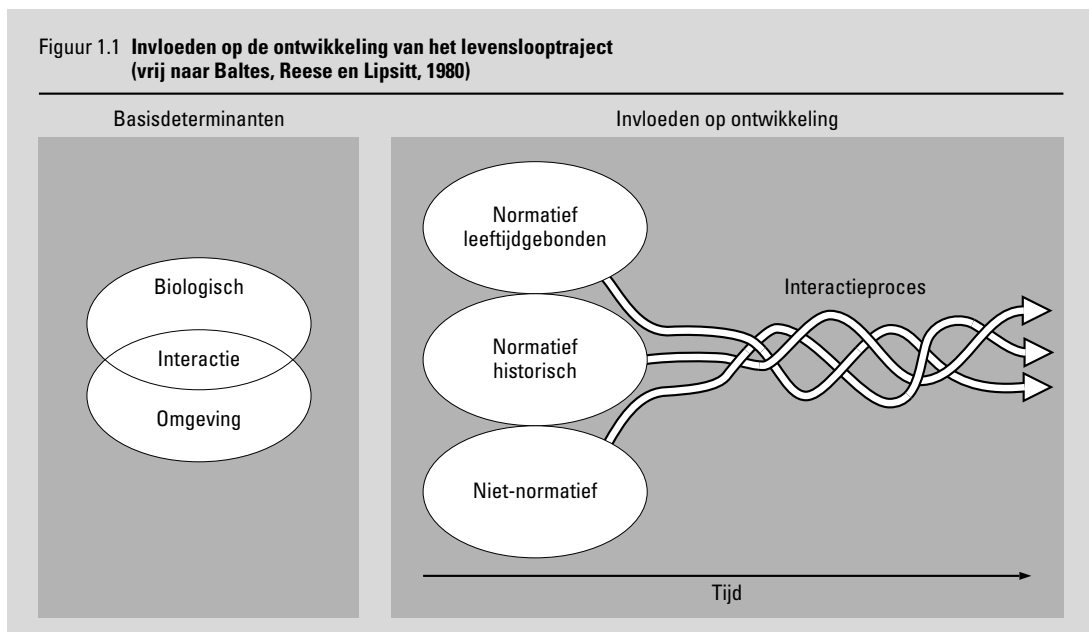 Figuur 1.1 Invloeden op de ontwikkeling van het levenslooptraject
(vrij naar Baltes, Reese en Lipsitt, 1980)
Basisdeterminanten
Biologisch
Interactie
Omgeving
Invloeden op ontwikkeling
Normatief
leeftijdgebonden
Normatief
historisch
Niet-normatief
Interactieproces
Tijd